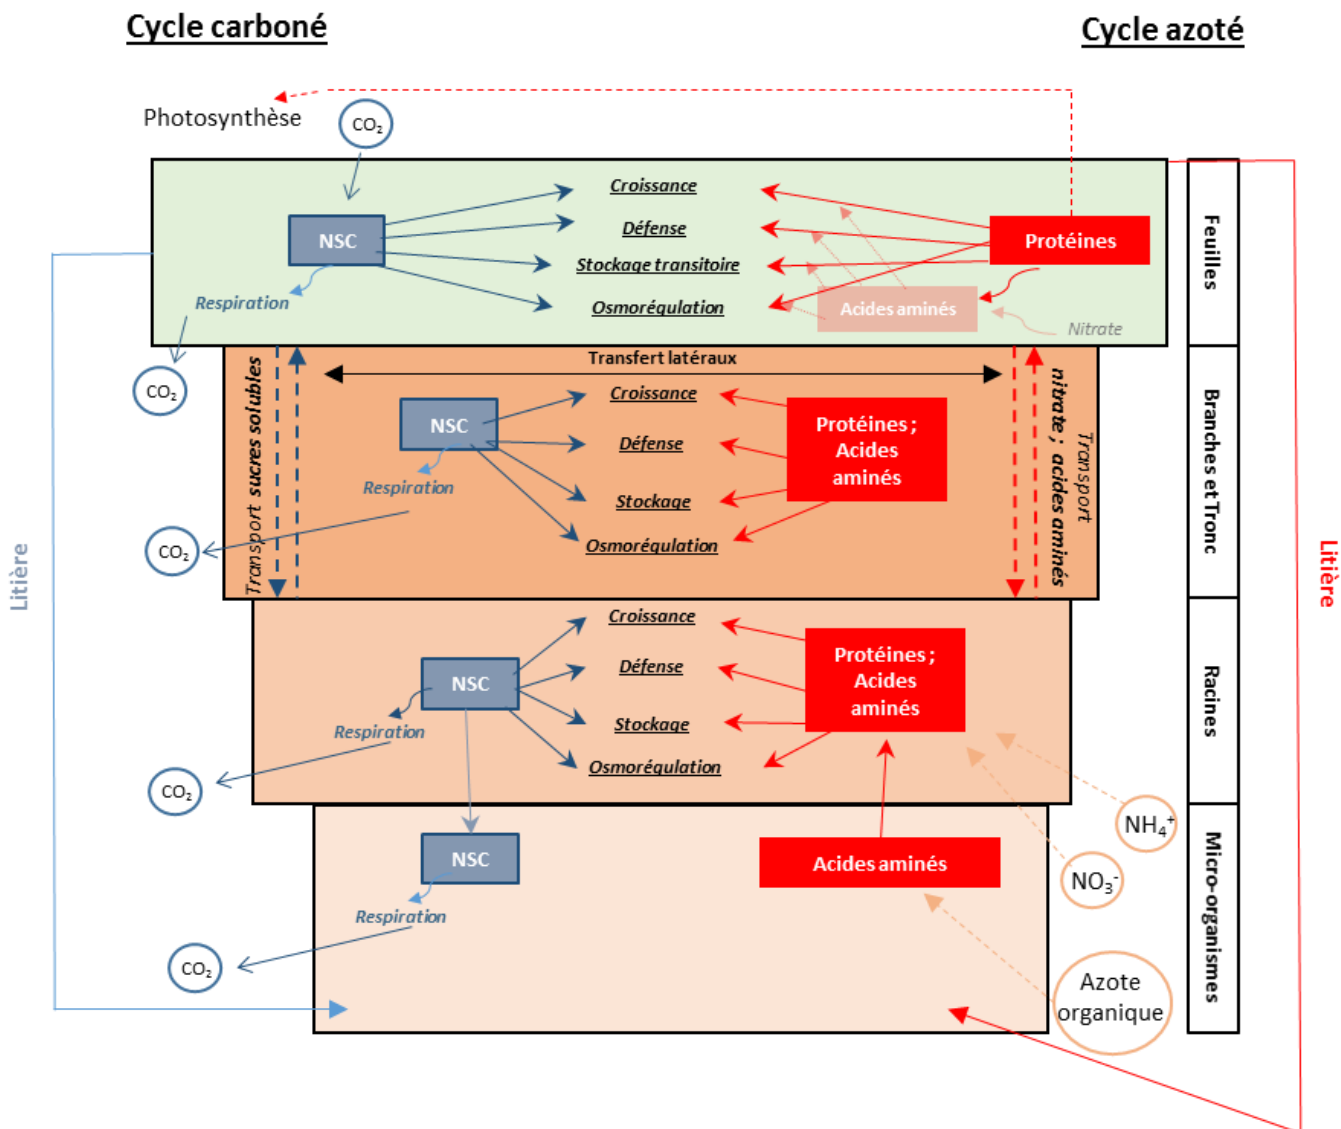 Cycle carboné
Cycle azoté
Photosynthèse
CO₂
Croissance
NSC
Défense
Protéines
Stockage transitoire
Respiration
Osmorégulation
Acides aminés
Nitrate
Feuilles
CO₂
Transfert latéraux
Transport sucres solubles
Croissance
NSC
Défense
Protéines ;
Acides
aminés
Respiration
Stockage
Osmorégulation
CO₂
Transport
nitrate ; acides aminés
Branches et Tronc
Litière
Litière
Croissance
NSC
Défense
Protéines ;
Acides
aminés
Respiration
Stockage
Osmorégulation
CO₂
Racines
NH₄⁺
NO₃⁻
NSC
Acides aminés
Respiration
CO₂
Azote
organique
Micro-organismes